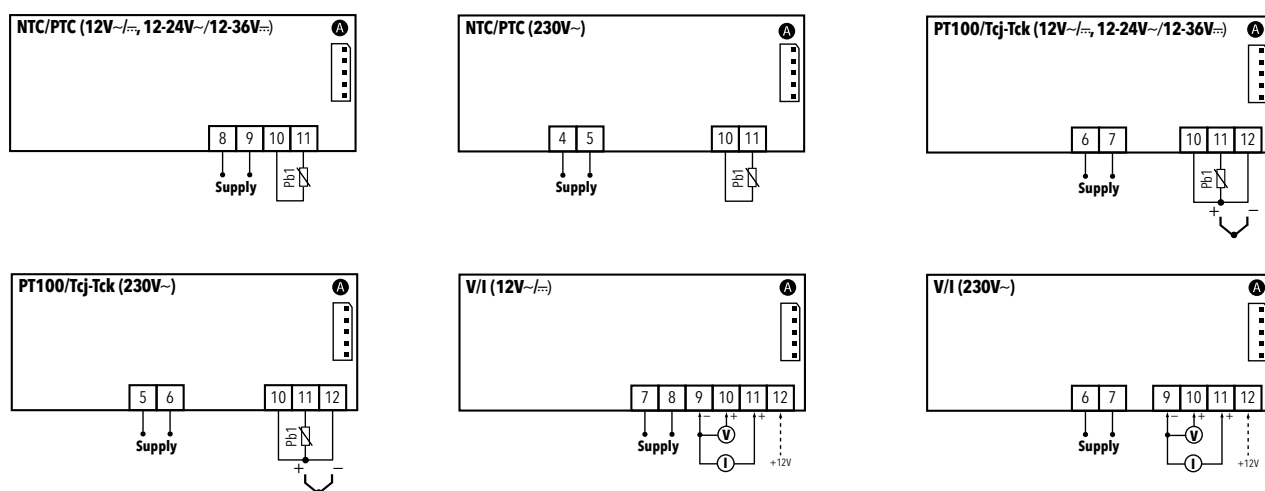 NTC/PTC (12V~/⎓, 12-24V~/12-36V⎓) A
8 9 10 11
Supply
Pb1
NTC/PTC (230V~) A
4 5 10 11
Supply
Pb1
PT100/Tcj-Tck (12V~/⎓, 12-24V~/12-36V⎓) A
6 7 10 11 12
Supply
Pb1
+ −
PT100/Tcj-Tck (230V~) A
5 6 10 11 12
Supply
Pb1
+ −
V/I (12V~/⎓) A
7 8 9 10 11 12
− + +
V
I
Supply
+12V
V/I (230V~) A
6 7 9 10 11 12
− + +
V
I
Supply
+12V